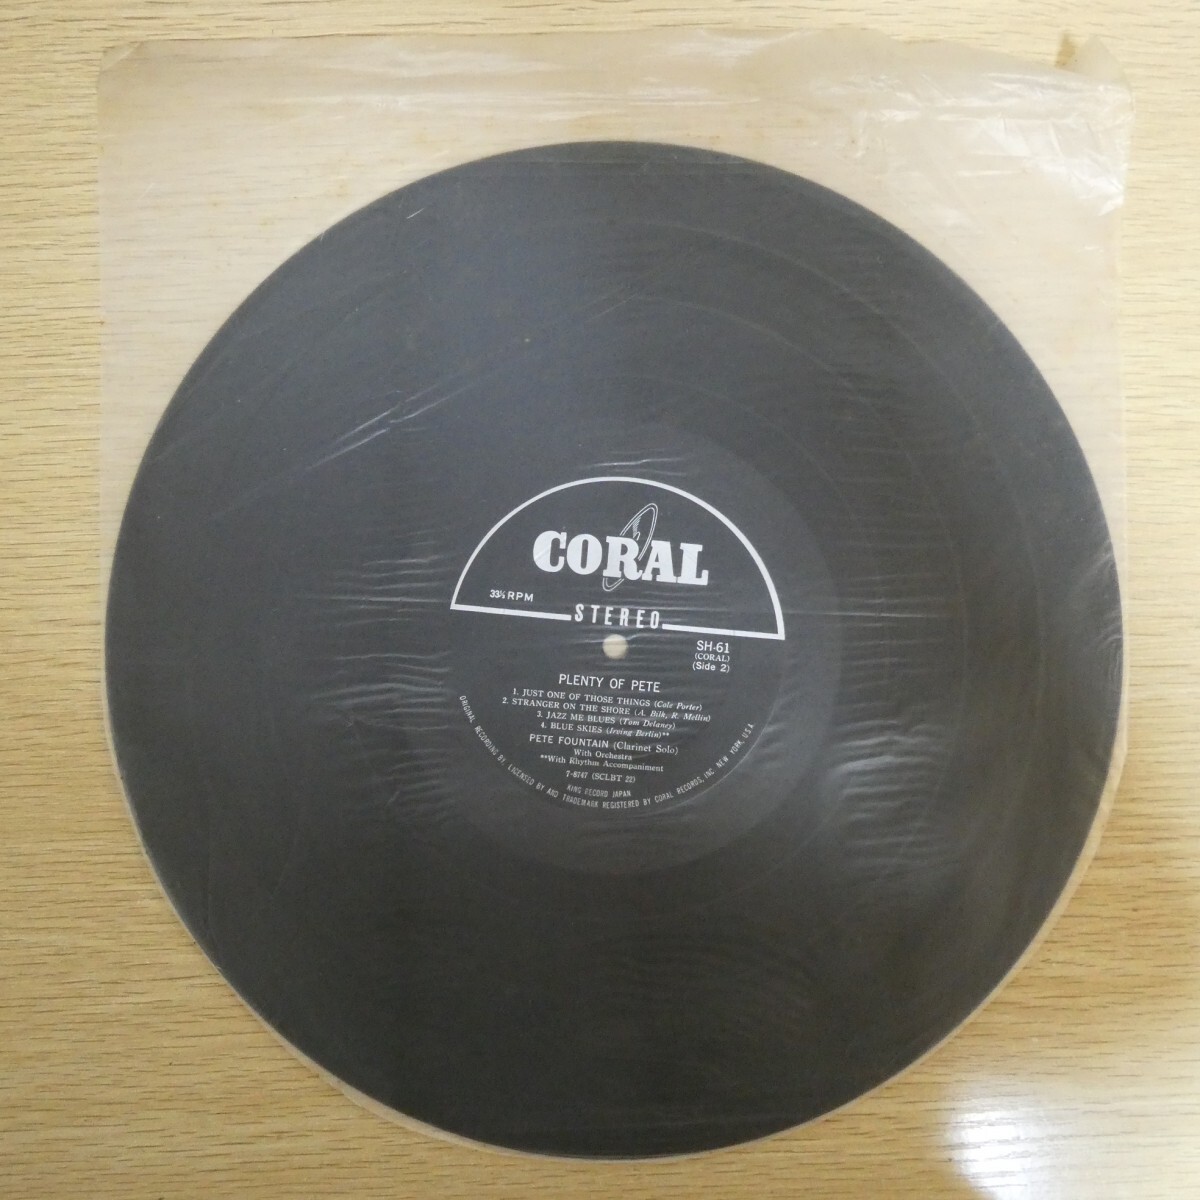 CORAL
33⅓ RPM
STEREO
SH-61
(CORAL)
(Side 2)
PLENTY OF PETE
1. JUST ONE OF THOSE THINGS (Cole Porter)
2. STRANGER ON THE SHORE (A. Bilk, R. Mellin)
3. JAZZ ME BLUES (Tom Delaney)
4. BLUE SKIES (Irving Berlin)**
PETE FOUNTAIN (Clarinet Solo)
With Orchestra
**With Rhythm Accompaniment
7-8747 (SCLBT 22)
KING RECORD JAPAN
ORIGINAL RECORDING BY, LICENSED BY AND TRADEMARK REGISTERED BY CORAL RECORDS, INC. NEW YORK, U.S.A.